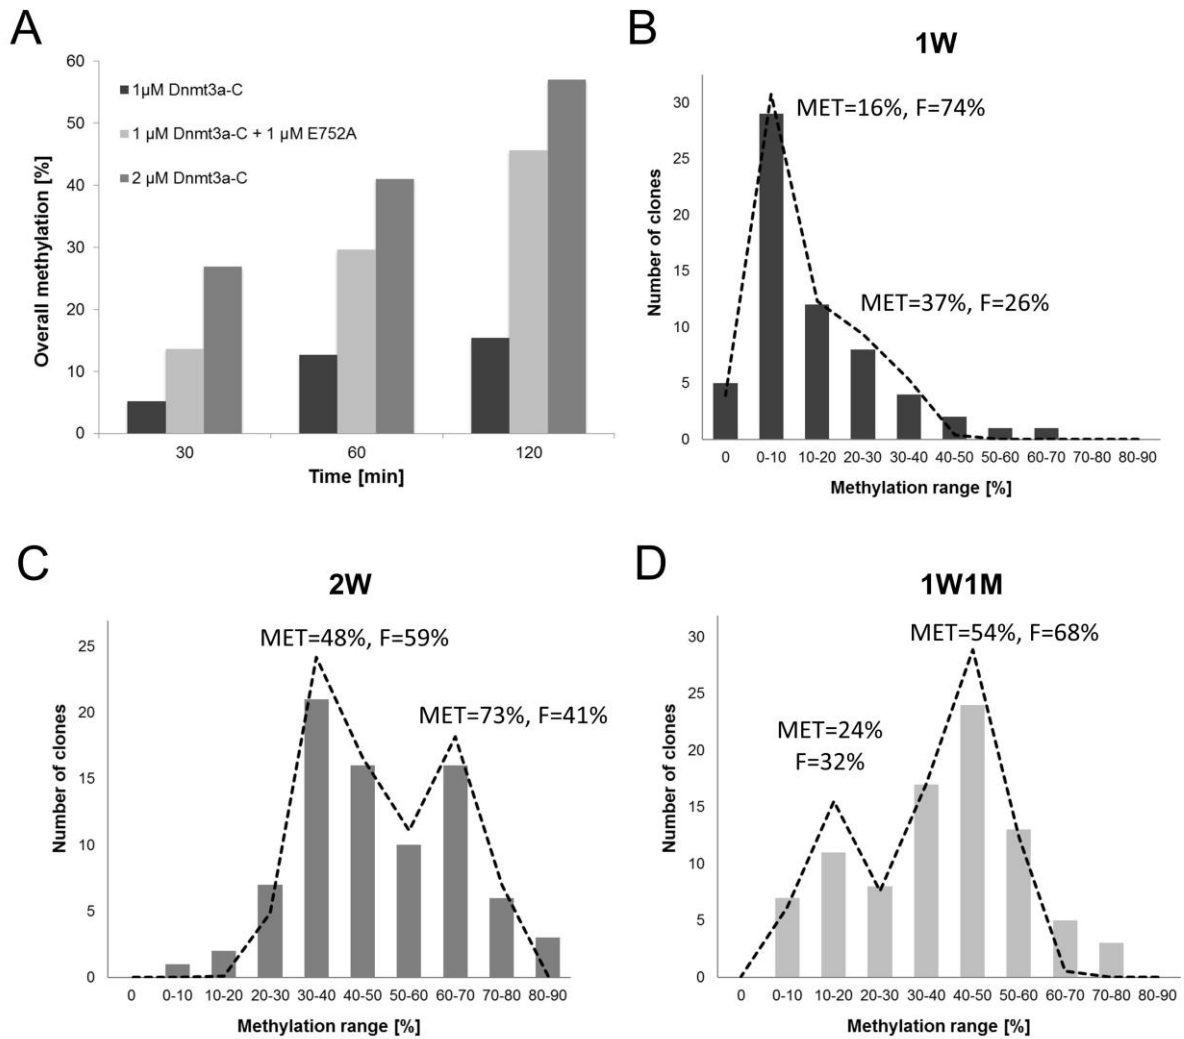 A
60
50
40
30
20
10
0
Overall methylation [%]
1µM Dnmt3a-C
1 µM Dnmt3a-C + 1 µM E752A
2 µM Dnmt3a-C
30
60
120
Time [min]
B
1W
30
25
20
15
10
5
0
Number of clones
MET=16%, F=74%
MET=37%, F=26%
0
0-10
10-20
20-30
30-40
40-50
50-60
60-70
70-80
80-90
Methylation range [%]
C
2W
25
20
15
10
5
0
Number of clones
MET=48%, F=59%
MET=73%, F=41%
0
0-10
10-20
20-30
30-40
40-50
50-60
60-70
70-80
80-90
Methylation range [%]
D
1W1M
30
25
20
15
10
5
0
Number of clones
MET=54%, F=68%
MET=24%
F=32%
0
0-10
10-20
20-30
30-40
40-50
50-60
60-70
70-80
80-90
Methylation range [%]